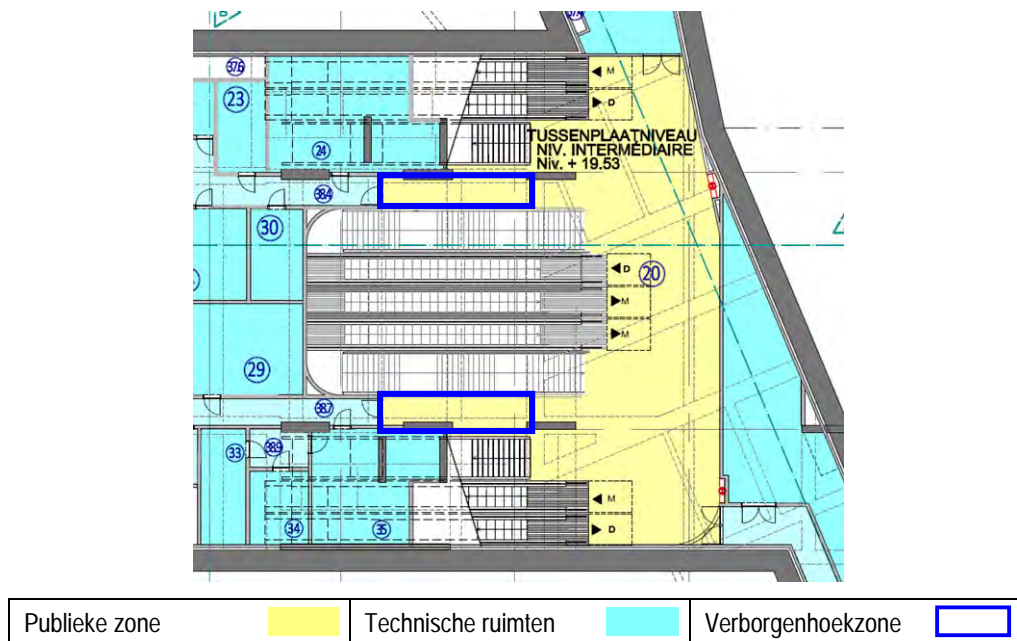 B
376
23
M
D
TUSSENPLAATNIVEAU
NIV. INTERMÉDIAIRE
Niv. + 19.53
24
384
30
D
20
M
M
29
387
33
389
M
34
35
D
Publieke zone
Technische ruimten
Verborgenhoekzone